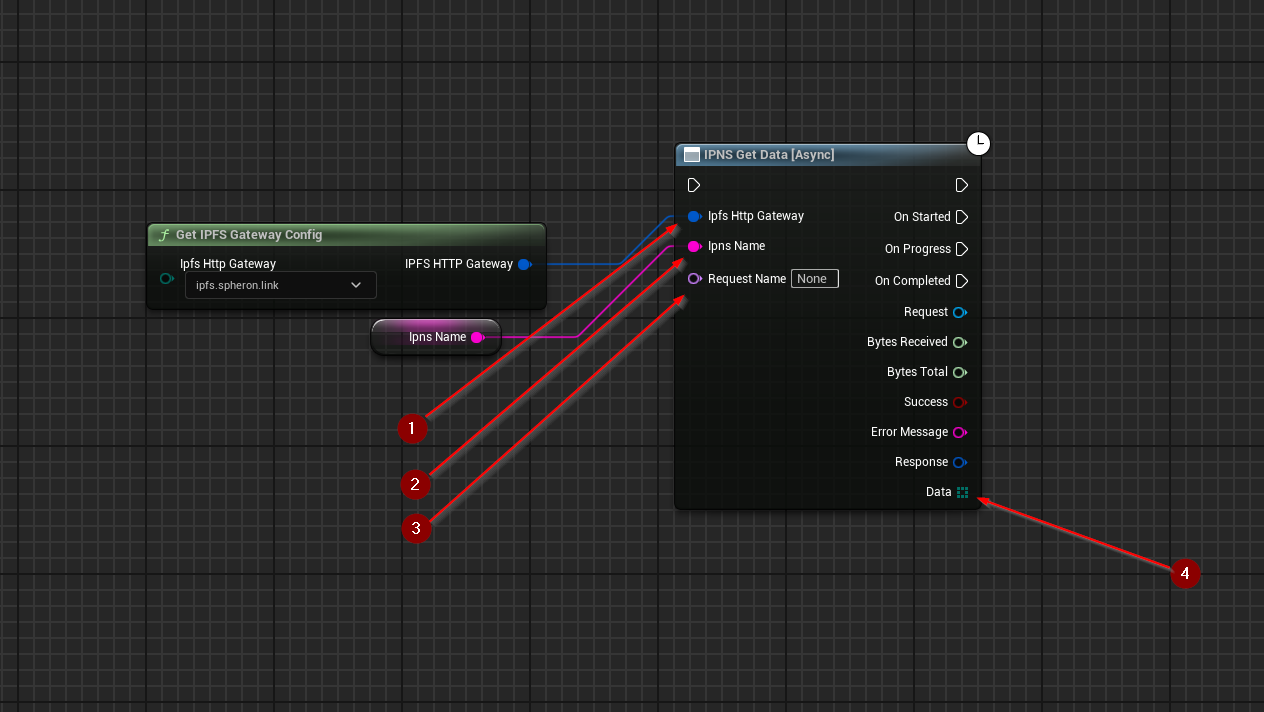 IPNS Get Data [Async]
Ipfs Http Gateway
On Started
Ipns Name
On Progress
Request Name None
On Completed
Request
Bytes Received
Bytes Total
Success
Error Message
Response
Data
f Get IPFS Gateway Config
Ipfs Http Gateway
IPFS HTTP Gateway
ipfs.spheron.link
Ipns Name
1
2
3
4